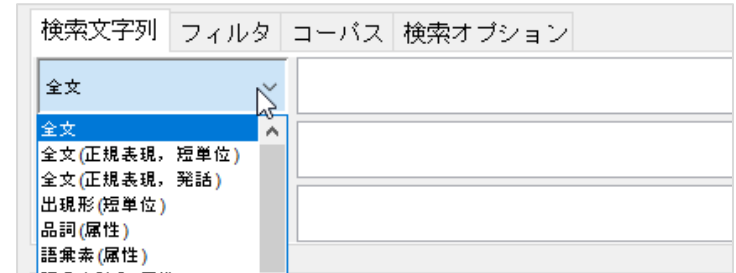 検索文字列 フィルタ コーパス 検索オプション
全文
全文
全文(正規表現, 短単位)
全文(正規表現, 発話)
出現形(短単位)
品詞(属性)
語彙素(属性)